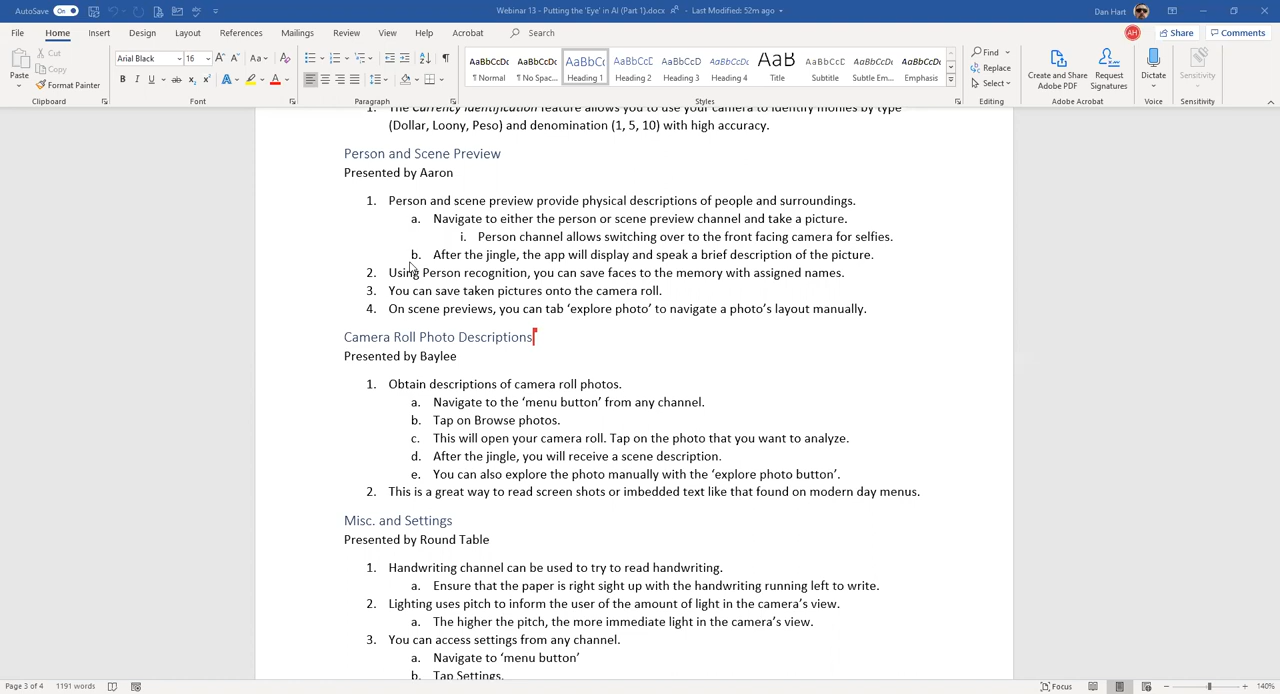 AutoSave On
Webinar 13 - Putting the 'Eye' in AI (Part 1).docx - Last Modified: 52m ago
Dan Hart
File Home Insert Draw Design Layout References Mailings Review View Help Acrobat Search
AH Share Comments
Paste Cut Copy Format Painter
Arial Black 16
Find Replace Select
Create and Share Adobe PDF
Request Signatures
Dictate
Sensitivity
¶ Normal ¶ No Spac... Heading 1 Heading 2 Heading 3 Heading 4 Title Subtitle Subtle Em... Emphasis
Clipboard Font Paragraph Styles Editing Adobe Acrobat Voice Sensitivity
1. The Currency Identification feature allows you to use your camera to identify monies by type
(Dollar, Loony, Peso) and denomination (1, 5, 10) with high accuracy.
Person and Scene Preview
Presented by Aaron
1. Person and scene preview provide physical descriptions of people and surroundings.
a. Navigate to either the person or scene preview channel and take a picture.
i. Person channel allows switching over to the front facing camera for selfies.
b. After the jingle, the app will display and speak a brief description of the picture.
2. Using Person recognition, you can save faces to the memory with assigned names.
3. You can save taken pictures onto the camera roll.
4. On scene previews, you can tab 'explore photo' to navigate a photo's layout manually.
Camera Roll Photo Descriptions
Presented by Baylee
1. Obtain descriptions of camera roll photos.
a. Navigate to the 'menu button' from any channel.
b. Tap on Browse photos.
c. This will open your camera roll. Tap on the photo that you want to analyze.
d. After the jingle, you will receive a scene description.
e. You can also explore the photo manually with the 'explore photo button'.
2. This is a great way to read screen shots or imbedded text like that found on modern day menus.
Misc. and Settings
Presented by Round Table
1. Handwriting channel can be used to try to read handwriting.
a. Ensure that the paper is right sight up with the handwriting running left to write.
2. Lighting uses pitch to inform the user of the amount of light in the camera's view.
a. The higher the pitch, the more immediate light in the camera's view.
3. You can access settings from any channel.
a. Navigate to 'menu button'
b. Tap Settings.
Page 3 of 4 1191 words Focus 140%